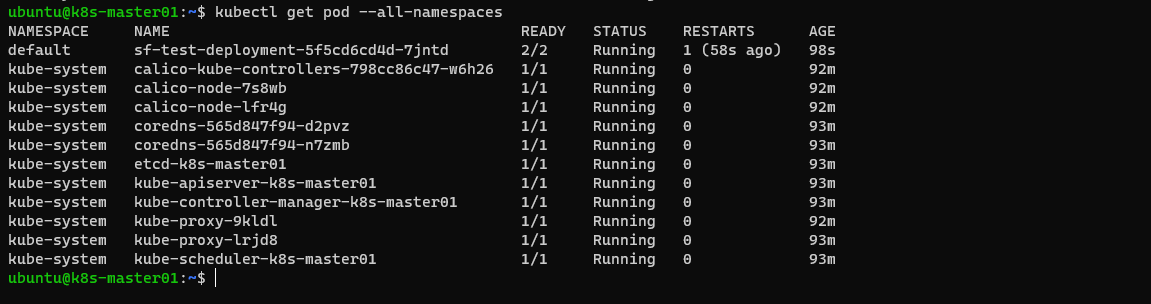 ubuntu@k8s-master01:~$ kubectl get pod --all-namespaces
NAMESPACE     NAME                                       READY   STATUS    RESTARTS      AGE
default       sf-test-deployment-5f5cd6cd4d-7jntd        2/2     Running   1 (58s ago)   98s
kube-system   calico-kube-controllers-798cc86c47-w6h26   1/1     Running   0             92m
kube-system   calico-node-7s8wb                          1/1     Running   0             92m
kube-system   calico-node-lfr4g                          1/1     Running   0             92m
kube-system   coredns-565d847f94-d2pvz                   1/1     Running   0             93m
kube-system   coredns-565d847f94-n7zmb                   1/1     Running   0             93m
kube-system   etcd-k8s-master01                          1/1     Running   0             93m
kube-system   kube-apiserver-k8s-master01                1/1     Running   0             93m
kube-system   kube-controller-manager-k8s-master01       1/1     Running   0             93m
kube-system   kube-proxy-9kldl                           1/1     Running   0             92m
kube-system   kube-proxy-lrjd8                           1/1     Running   0             93m
kube-system   kube-scheduler-k8s-master01                1/1     Running   0             93m
ubuntu@k8s-master01:~$